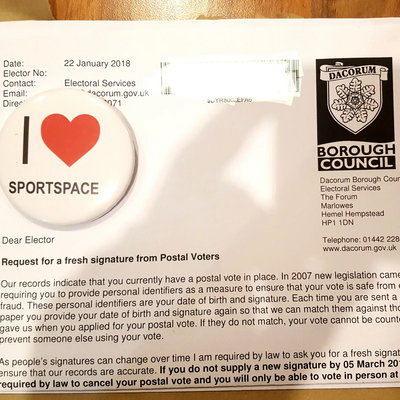 Date: 22 January 2018
Elector No:
Contact: Electoral Services
Email: dacorum.gov.uk
2071
DACORUM
BOROUGH
COUNCIL
I
SPORTSPACE
Dacorum Borough Coun
Electoral Services
The Forum
Marlowes
Hemel Hempstead
HP1 1DN
Telephone: 01442 228
www.dacorum.gov.uk
Dear Elector
Request for a fresh signature from Postal Voters
Our records indicate that you currently have a postal vote in place. In 2007 new legislation came
requiring you to provide personal identifiers as a measure to ensure that your vote is safe from e
fraud. These personal identifiers are your date of birth and signature. Each time you are sent a
paper you provide your date of birth and signature again so that we can match them against tho
gave us when you applied for your postal vote. If they do not match, your vote cannot be counte
prevent someone else using your vote.
As people's signatures can change over time I am required by law to ask you for a fresh signat
ensure that our records are accurate. If you do not supply a new signature by 05 March 201
required by law to cancel your postal vote and you will only be able to vote in person at